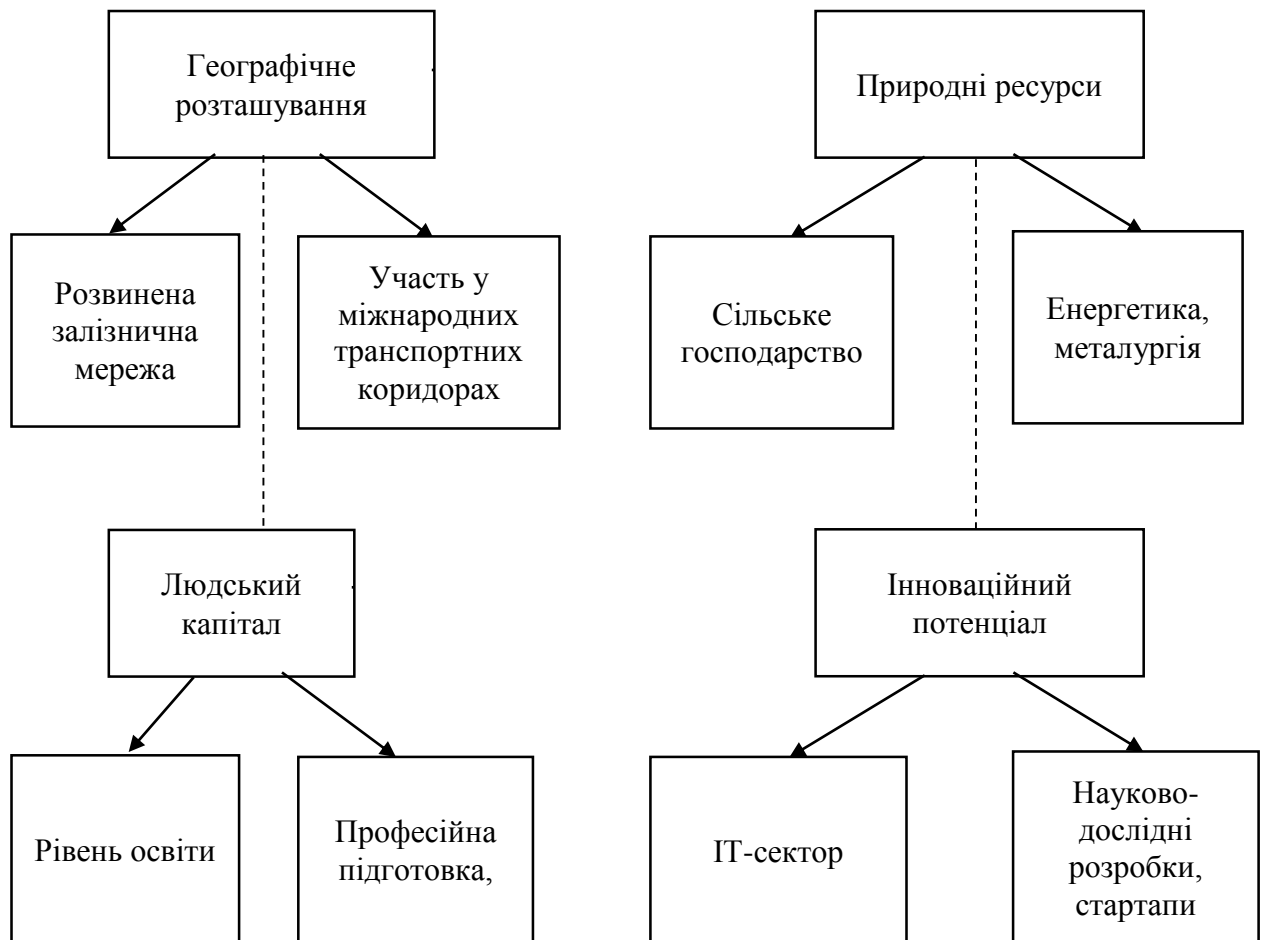 Географічне
розташування
Природні ресурси
Розвинена
залізнична
мережа
Участь у
міжнародних
транспортних
коридорах
Сільське
господарство
Енергетика,
металургія
Людський
капітал
Інноваційний
потенціал
Рівень освіти
Професійна
підготовка,
ІТ-сектор
Науково-
дослідні
розробки,
стартапи